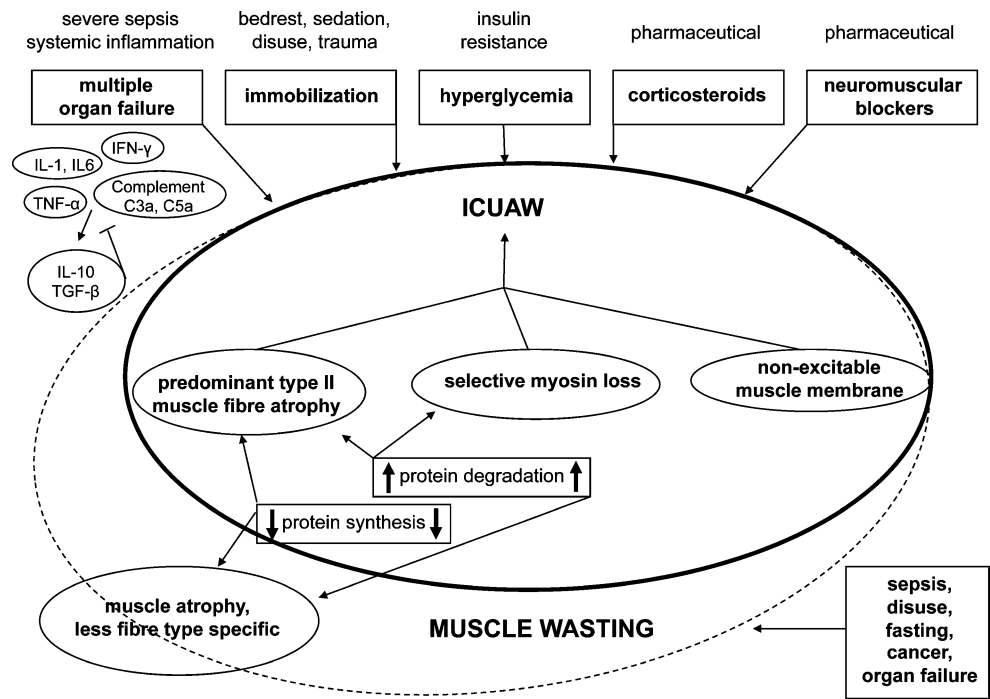 severe sepsis
systemic inflammation
bedrest, sedation,
disuse, trauma
insulin
resistance
pharmaceutical
pharmaceutical
multiple
organ failure
immobilization
hyperglycemia
corticosteroids
neuromuscular
blockers
IFN-γ
IL-1, IL6
Complement
C3a, C5a
TNF-α
IL-10
TGF-β
ICUAW
predominant type II
muscle fibre atrophy
selective myosin loss
non-excitable
muscle membrane
protein degradation
protein synthesis
muscle atrophy,
less fibre type specific
MUSCLE WASTING
sepsis,
disuse,
fasting,
cancer,
organ failure